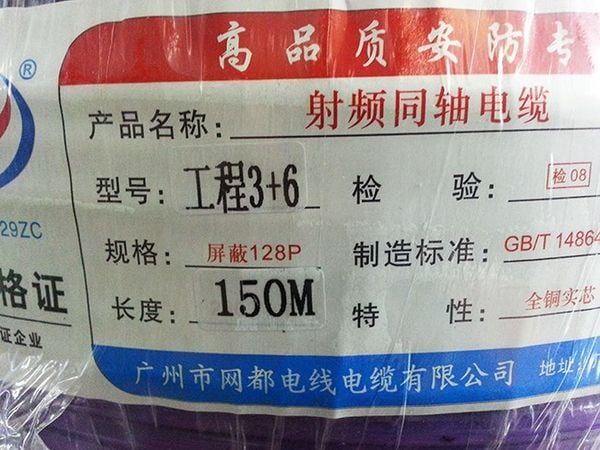 高品质安防专
®
产品名称: 射频同轴电缆
型号: 工程3+6 检验: 检08
29ZC
规格: 屏蔽128P 制造标准: GB/T 14864
格证
长度: 150M 特性: 全铜实芯
证企业
广州市网都电线电缆有限公司 地址: